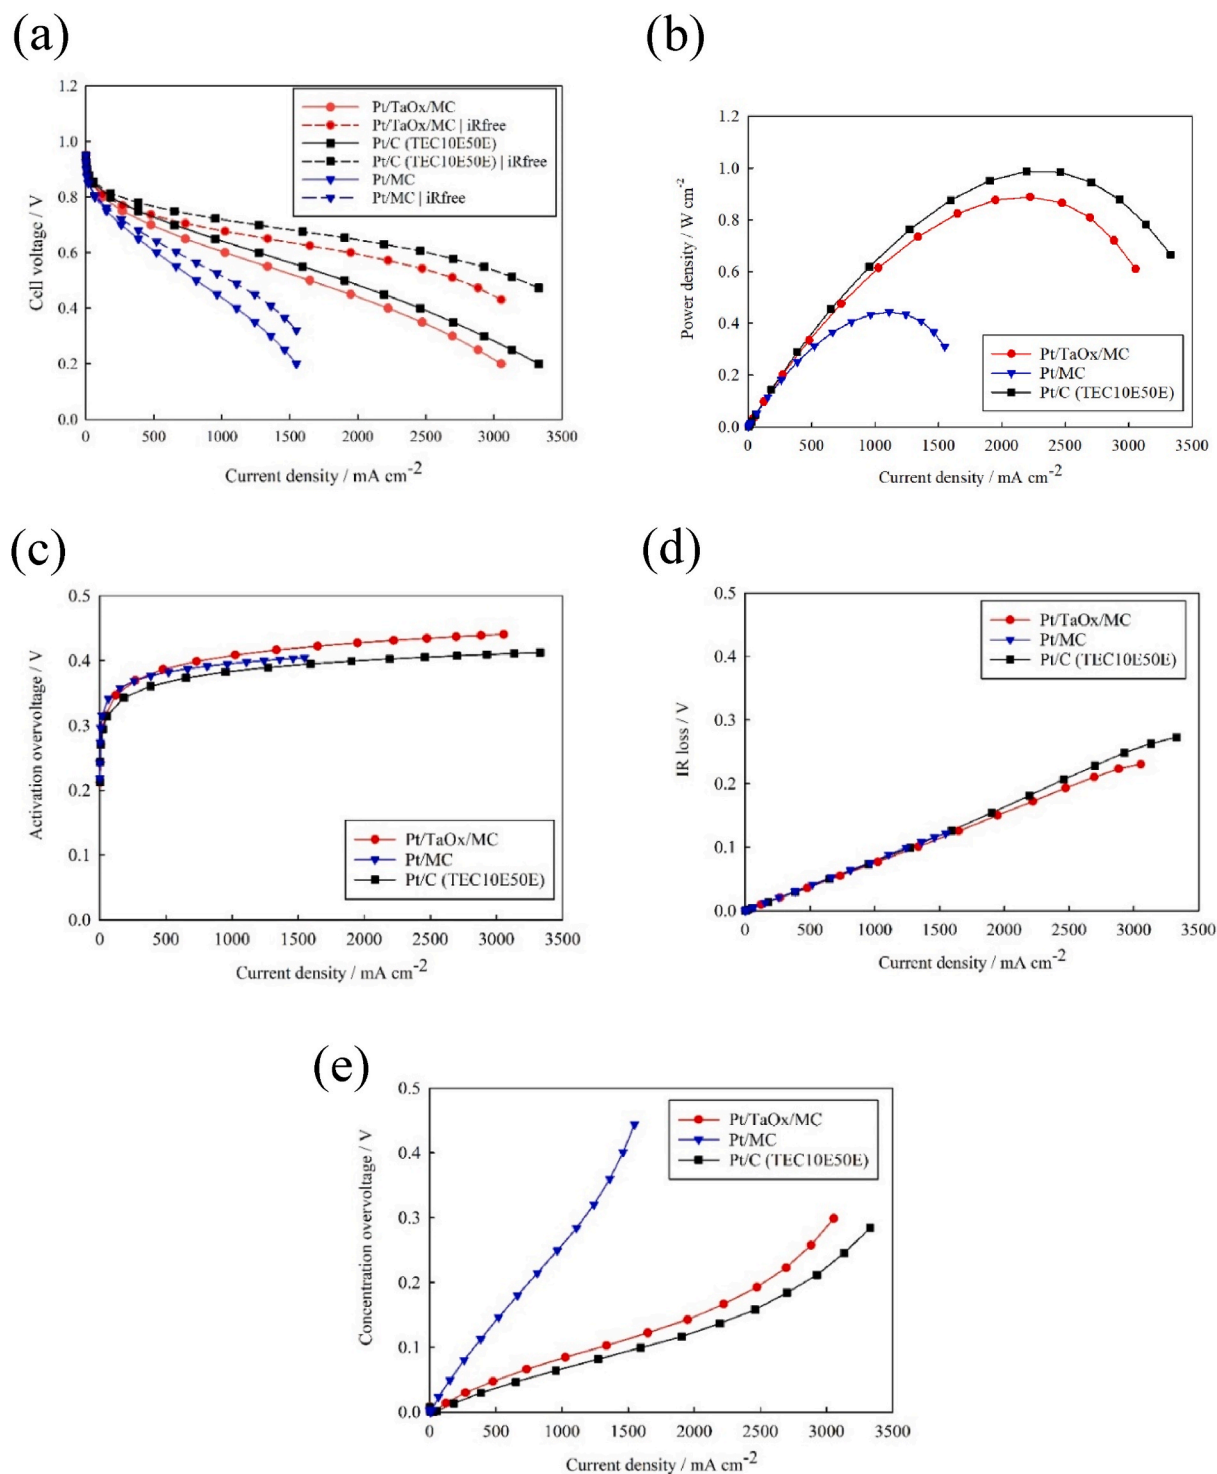 (a)
1.2
1.0
0.8
0.6
0.4
0.2
0.0
Cell voltage / V
Pt/TaOx/MC
Pt/TaOx/MC | iRfree
Pt/C (TEC10E50E)
Pt/C (TEC10E50E) | iRfree
Pt/MC
Pt/MC | iRfree
0 500 1000 1500 2000 2500 3000 3500
Current density / mA cm-2
(b)
1.2
1.0
0.8
0.6
0.4
0.2
0.0
Power density / W cm-2
Pt/TaOx/MC
Pt/MC
Pt/C (TEC10E50E)
0 500 1000 1500 2000 2500 3000 3500
Current density / mA cm-2
(c)
0.5
0.4
0.3
0.2
0.1
0.0
Activation overvoltage / V
Pt/TaOx/MC
Pt/MC
Pt/C (TEC10E50E)
0 500 1000 1500 2000 2500 3000 3500
Current density / mA cm-2
(d)
0.5
0.4
0.3
0.2
0.1
0.0
IR loss / V
Pt/TaOx/MC
Pt/MC
Pt/C (TEC10E50E)
0 500 1000 1500 2000 2500 3000 3500
Current density / mA cm-2
(e)
0.5
0.4
0.3
0.2
0.1
0.0
Concentration overvoltage / V
Pt/TaOx/MC
Pt/MC
Pt/C (TEC10E50E)
0 500 1000 1500 2000 2500 3000 3500
Current density / mA cm-2